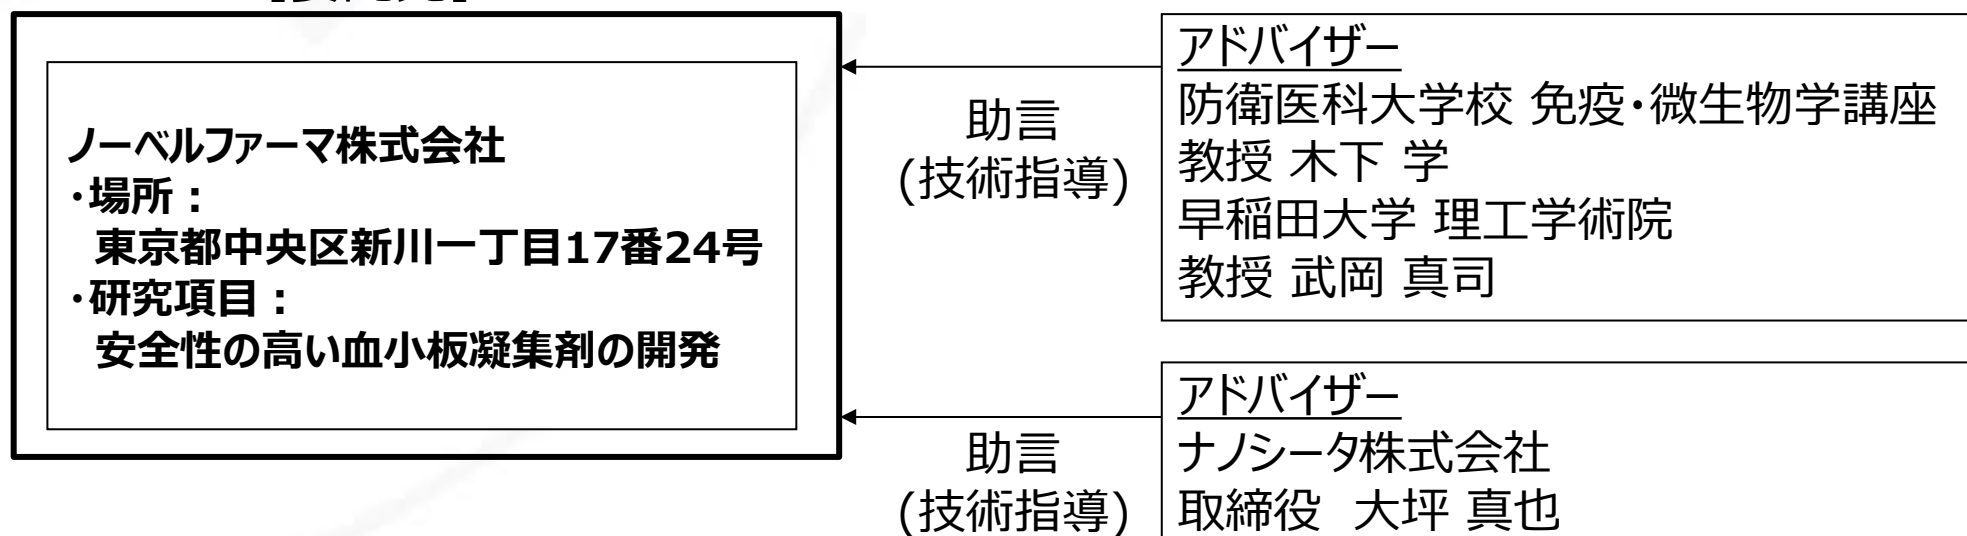 ノーベルファーマ株式会社
・場所：
東京都中央区新川一丁目17番24号
・研究項目：
安全性の高い血小板凝集剤の開発
助言
(技術指導)
アドバイザー
防衛医科大学校 免疫・微生物学講座
教授 木下 学
早稲田大学 理工学術院
教授 武岡 真司
助言
(技術指導)
アドバイザー
ナノシータ株式会社
取締役 大坪 真也